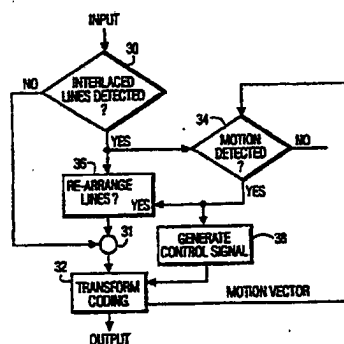 INPUT
30
NO
INTERLACED
LINES DETECTED
?
34
MOTION
DETECTED
?
NO
YES
36
RE-ARRANGE
LINES?
YES
YES
31
GENERATE
CONTROL SIGNAL
38
32
TRANSFORM
CODING
MOTION VECTOR
OUTPUT